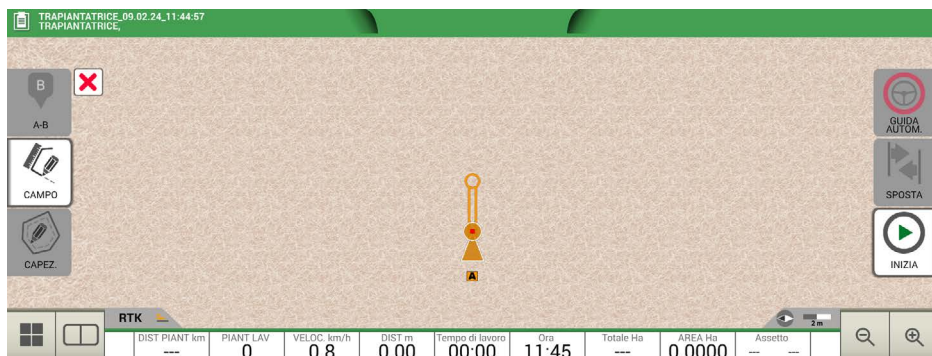 TRAPIANTATRICE_09.02.24_11:44:57
TRAPIANTATRICE,
B
A-B
CAMPO
CAPEZ.
GUIDA
AUTOM.
SPOSTA
INIZIA
A
RTK
2 m
DIST PIANT km PIANT LAV VELOC. km/h DIST m Tempo di lavoro Ora Totale Ha AREA Ha Assetto
--- 0 0.8 0.00 00:00 11:45 --- 0.0000 --- ---